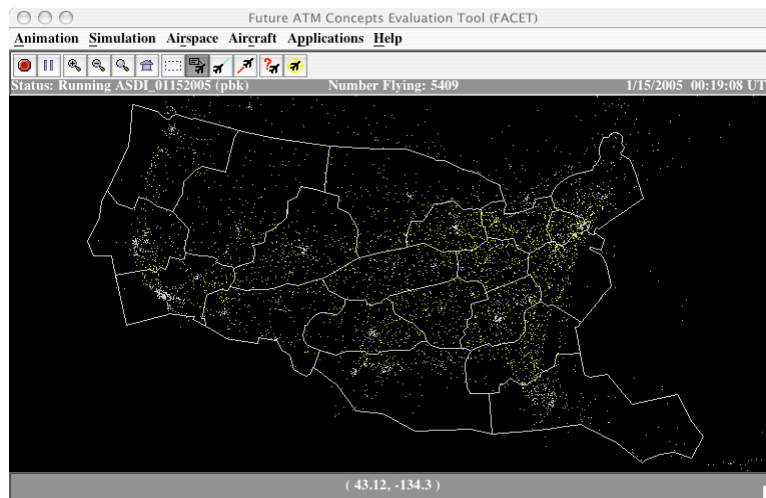 Future ATM Concepts Evaluation Tool (FACET)
Animation Simulation Airspace Aircraft Applications Help
Status: Running ASDI_01152005 (pbk) Number Flying: 5409 1/15/2005 00:19:08 UT
( 43.12, -134.3 )